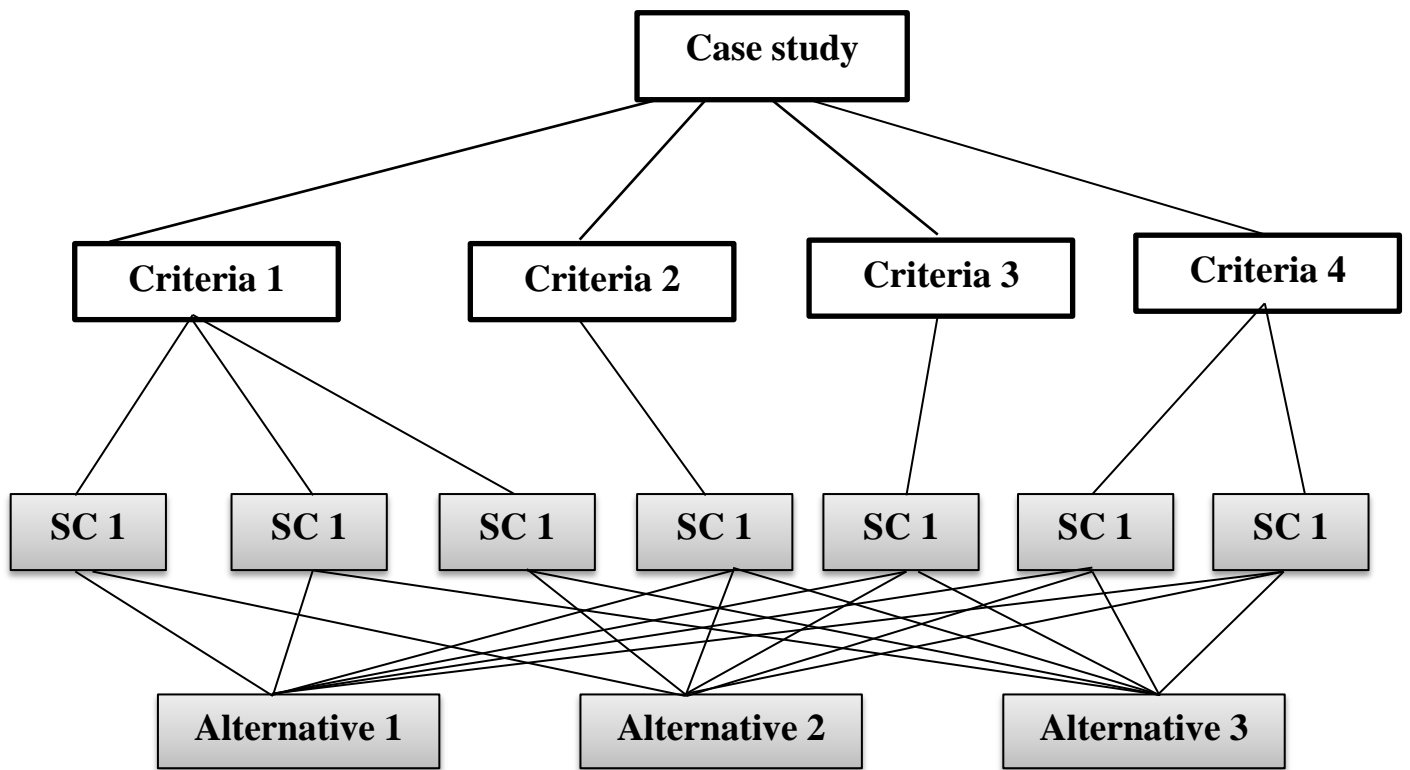 Case study
Criteria 1
Criteria 2
Criteria 3
Criteria 4
SC 1
SC 1
SC 1
SC 1
SC 1
SC 1
SC 1
Alternative 1
Alternative 2
Alternative 3